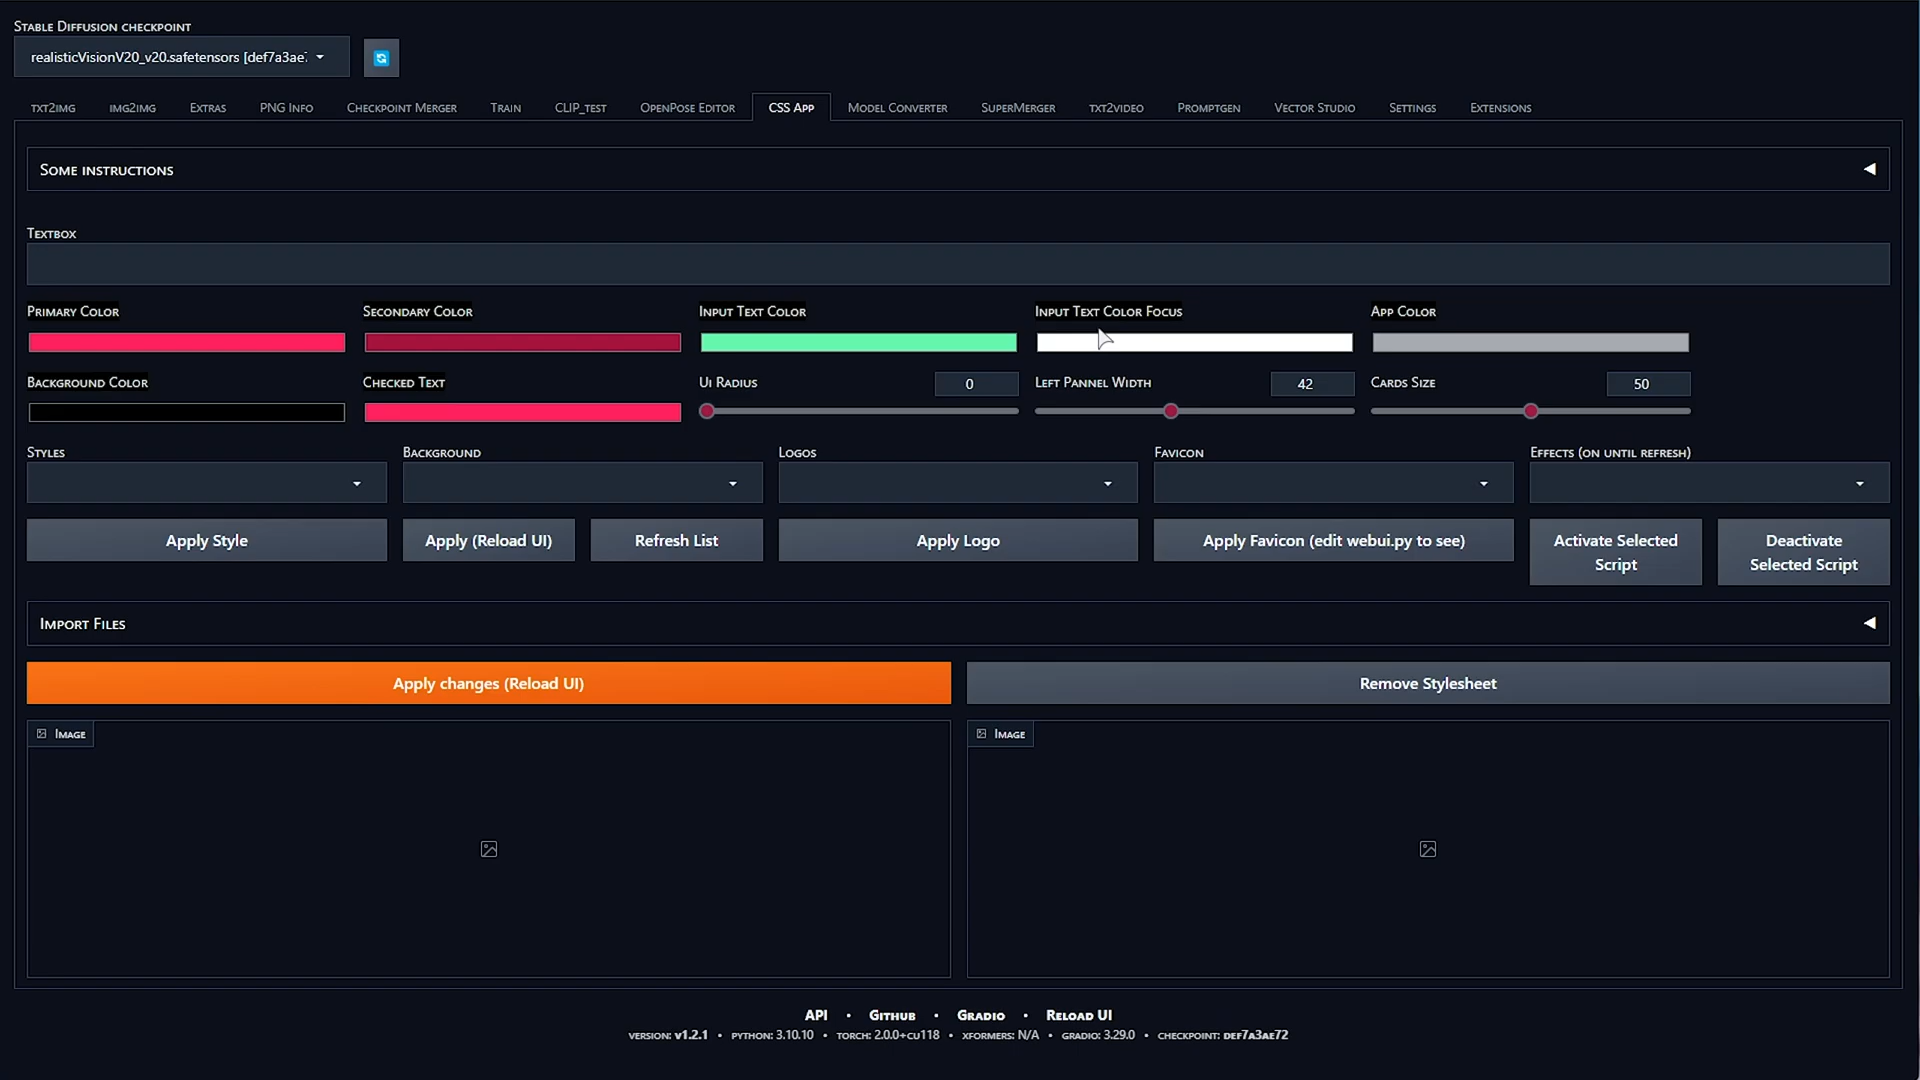 Stable Diffusion checkpoint
realisticVisionV20_v20.safetensors [def7a3ae7
txt2img img2img Extras PNG Info Checkpoint Merger Train CLIP_test OpenPose Editor CSS App Model Converter SuperMerger txt2video Promptgen Vector Studio Settings Extensions
Some instructions
Textbox
Primary Color Secondary Color Input Text Color Input Text Color Focus App Color
Background Color Checked Text Ui Radius 0 Left Pannel Width 42 Cards Size 50
Styles Background Logos Favicon Effects (on until refresh)
Apply Style Apply (Reload UI) Refresh List Apply Logo Apply Favicon (edit webui.py to see) Activate Selected Script Deactivate Selected Script
Import Files
Apply changes (Reload UI) Remove Stylesheet
Image Image
API • Github • Gradio • Reload UI
version: v1.2.1 • python: 3.10.10 • torch: 2.0.0+cu118 • xformers: N/A • gradio: 3.29.0 • checkpoint: def7a3ae72